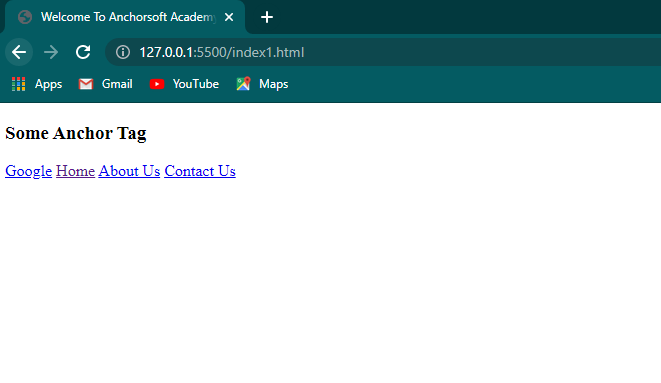 Welcome To Anchorsoft Academy
127.0.0.1:5500/index1.html
Apps Gmail YouTube Maps
Some Anchor Tag
Google Home About Us Contact Us